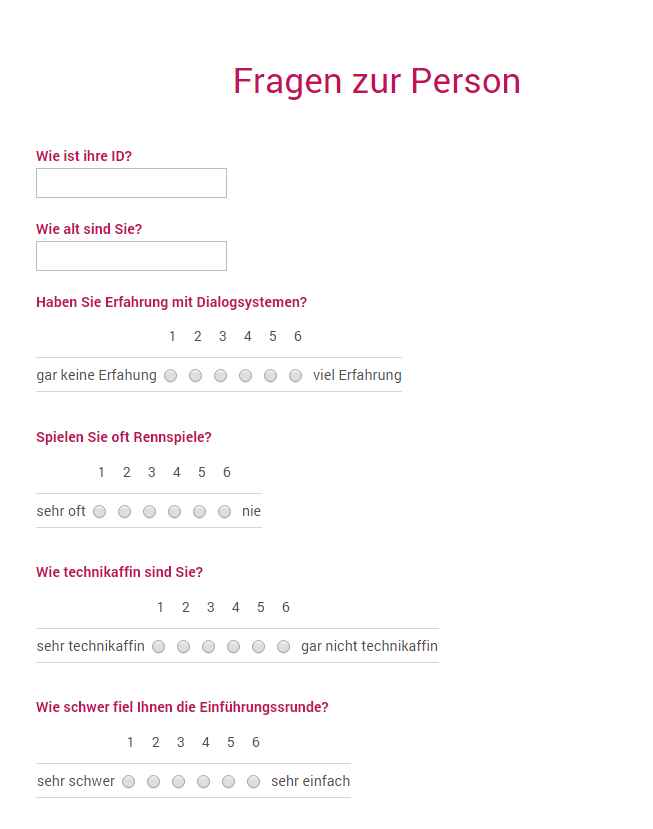 Fragen zur Person
Wie ist ihre ID?
Wie alt sind Sie?
Haben Sie Erfahrung mit Dialogsystemen?
1 2 3 4 5 6
gar keine Erfahung viel Erfahrung
Spielen Sie oft Rennspiele?
1 2 3 4 5 6
sehr oft nie
Wie technikaffin sind Sie?
1 2 3 4 5 6
sehr technikaffin gar nicht technikaffin
Wie schwer fiel Ihnen die Einführungssrunde?
1 2 3 4 5 6
sehr schwer sehr einfach